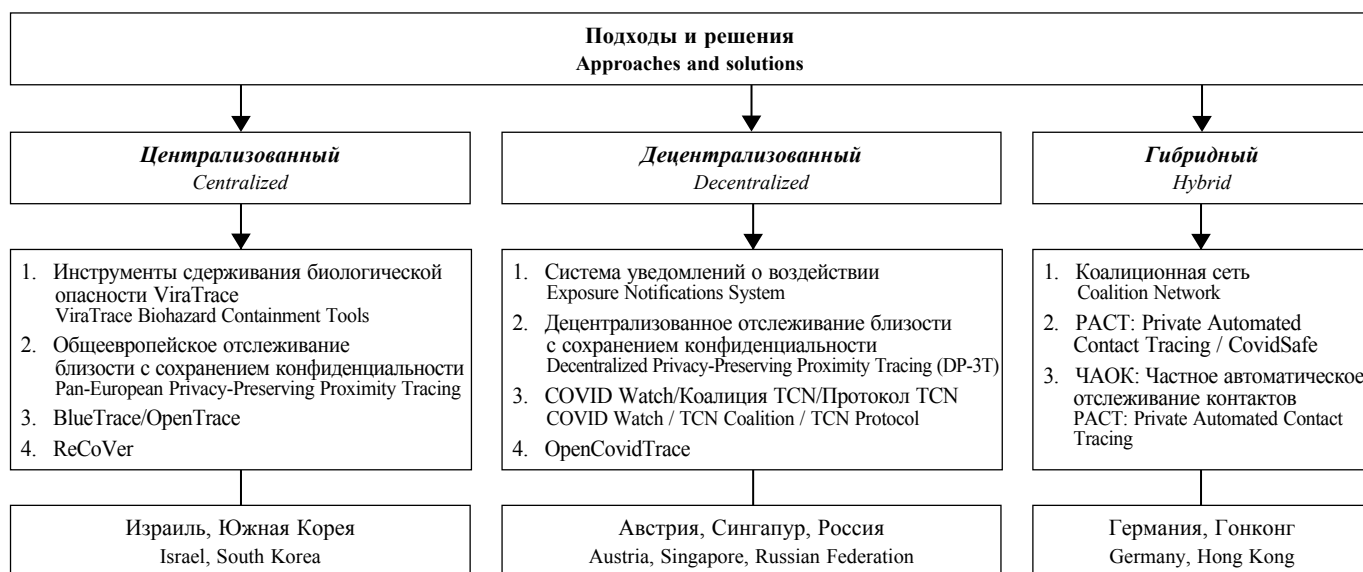 Подходы и решения
Approaches and solutions
Централизованный
Centralized
Децентрализованный
Decentralized
Гибридный
Hybrid
1. Инструменты сдерживания биологической
опасности ViraTrace
ViraTrace Biohazard Containment Tools
2. Общеевропейское отслеживание
близости с сохранением конфиденциальности
Pan-European Privacy-Preserving Proximity Tracing
3. BlueTrace/OpenTrace
4. ReCoVer
1. Система уведомлений о воздействии
Exposure Notifications System
2. Децентрализованное отслеживание близости
с сохранением конфиденциальности
Decentralized Privacy-Preserving Proximity Tracing (DP-3T)
3. COVID Watch/Коалиция TCN/Протокол TCN
COVID Watch / TCN Coalition / TCN Protocol
4. OpenCovidTrace
1. Коалиционная сеть
Coalition Network
2. PACT: Private Automated
Contact Tracing / CovidSafe
3. ЧАОК: Частное автоматическое
отслеживание контактов
PACT: Private Automated Contact
Tracing
Израиль, Южная Корея
Israel, South Korea
Австрия, Сингапур, Россия
Austria, Singapore, Russian Federation
Германия, Гонконг
Germany, Hong Kong